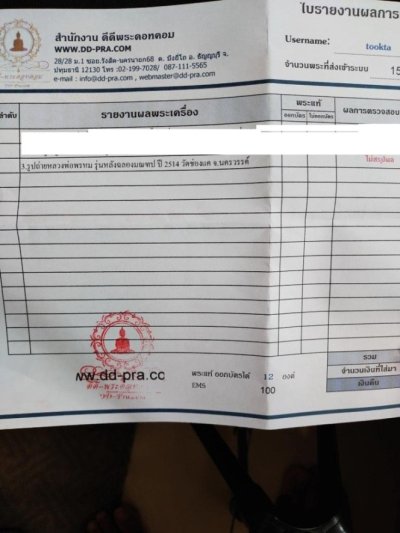 สำนักงาน ดีดีพระดอทคอม
WWW.DD-PRA.COM
28/28 ม.1 ซอย.รังสิต-นครนายก68 ต. บึงยี่โถ อ. ธัญญบุรี จ.
ปทุมธานี 12130 โทร :02-199-7028/ 087-111-5565
e-mail : info@dd-pra.com , webmaster@dd-pra.com
ใบรายงานผลการ
Username: tookta
จำนวนพระที่ส่งเข้าระบบ 15
ลำดับ รายงานผลพระเครื่อง พระแท้ ผลการตรวจสอบ
ออกบัตร ไม่ออกบัตร
3.รูปถ่ายหลวงพ่อพรหม รุ่นหลังฉลองมณฑป ปี 2514 วัดช่องแค จ.นครวรรค์ ไม่สรุปผล
ww.dd-pra.cc
พระแท้ ออกบัตรได้ 12 องค์
EMS 100
รวม
จำนวนเงินที่ใส่มา
เงินคืน